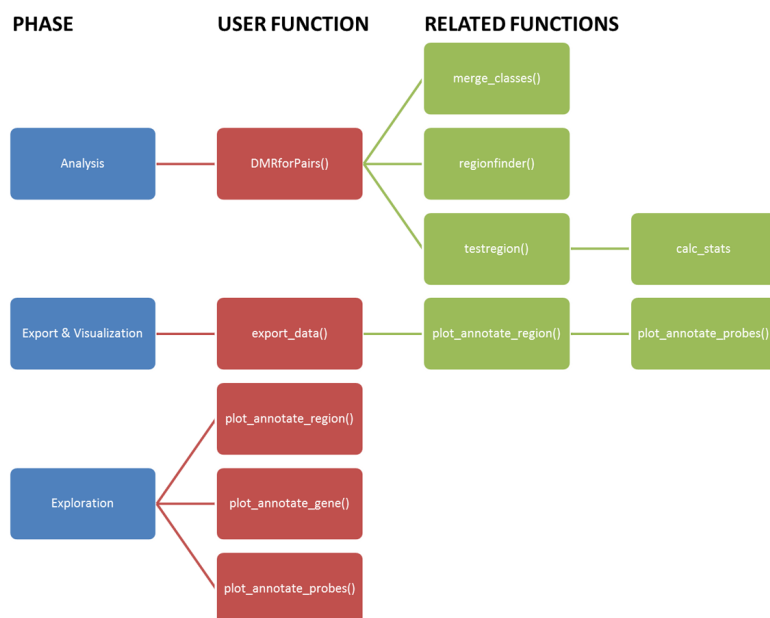 PHASE USER FUNCTION RELATED FUNCTIONS
merge_classes()
Analysis DMRforPairs() regionfinder()
testregion() calc_stats
Export & Visualization export_data() plot_annotate_region() plot_annotate_probes()
plot_annotate_region()
Exploration plot_annotate_gene()
plot_annotate_probes()